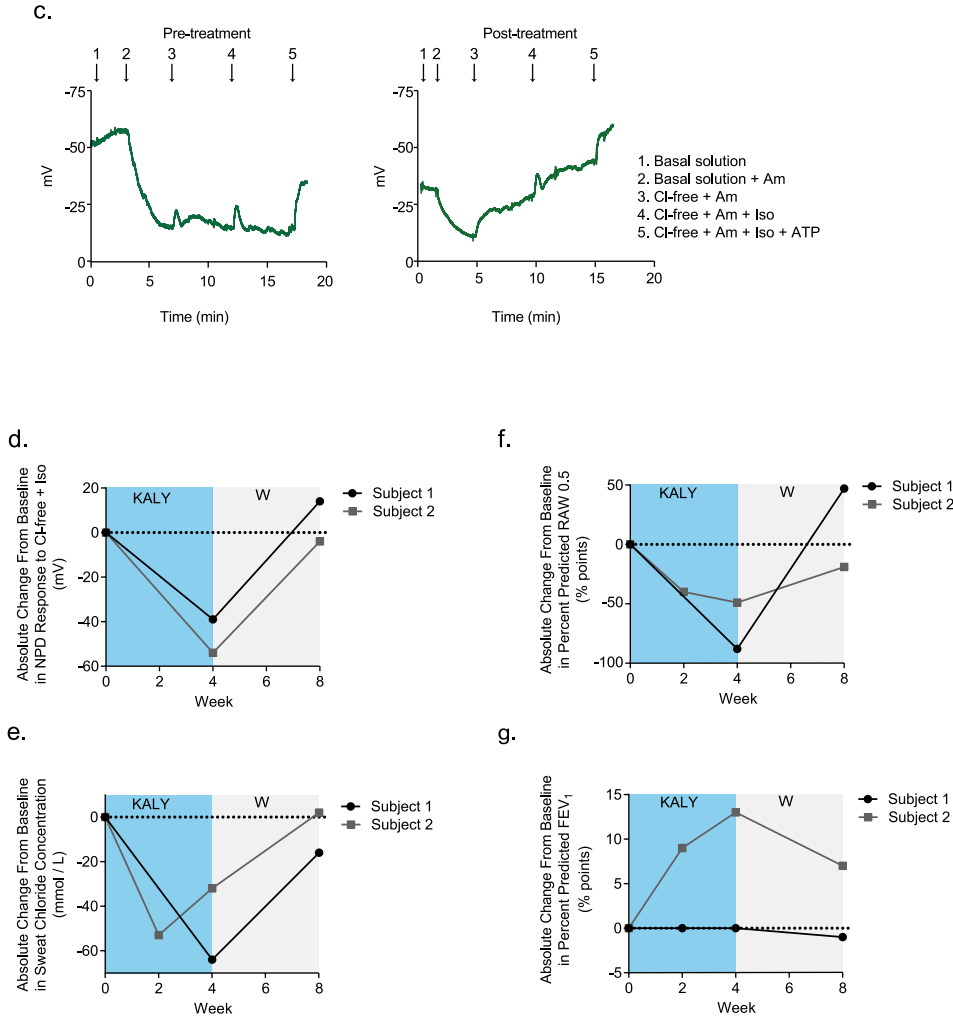 c.
Pre-treatment
1 2 3 4 5
-75
-50
-25
0
mV
0 5 10 15 20
Time (min)
Post-treatment
1 2 3 4 5
-75
-50
-25
0
mV
0 5 10 15 20
Time (min)
1. Basal solution
2. Basal solution + Am
3. Cl-free + Am
4. Cl-free + Am + Iso
5. Cl-free + Am + Iso + ATP
d.
Absolute Change From Baseline
in NPD Response to Cl-free + Iso
(mV)
20
0
-20
-40
-60
KALY W
Subject 1
Subject 2
0 2 4 6 8
Week
f.
Absolute Change From Baseline
in Percent Predicted RAW 0.5
(% points)
50
0
-50
-100
KALY W
Subject 1
Subject 2
0 2 4 6 8
Week
e.
Absolute Change From Baseline
in Sweat Chloride Concentration
(mmol / L)
0
-20
-40
-60
KALY W
Subject 1
Subject 2
0 2 4 6 8
Week
g.
Absolute Change From Baseline
in Percent Predicted FEV₁
(% points)
15
10
5
0
-5
KALY W
Subject 1
Subject 2
0 2 4 6 8
Week